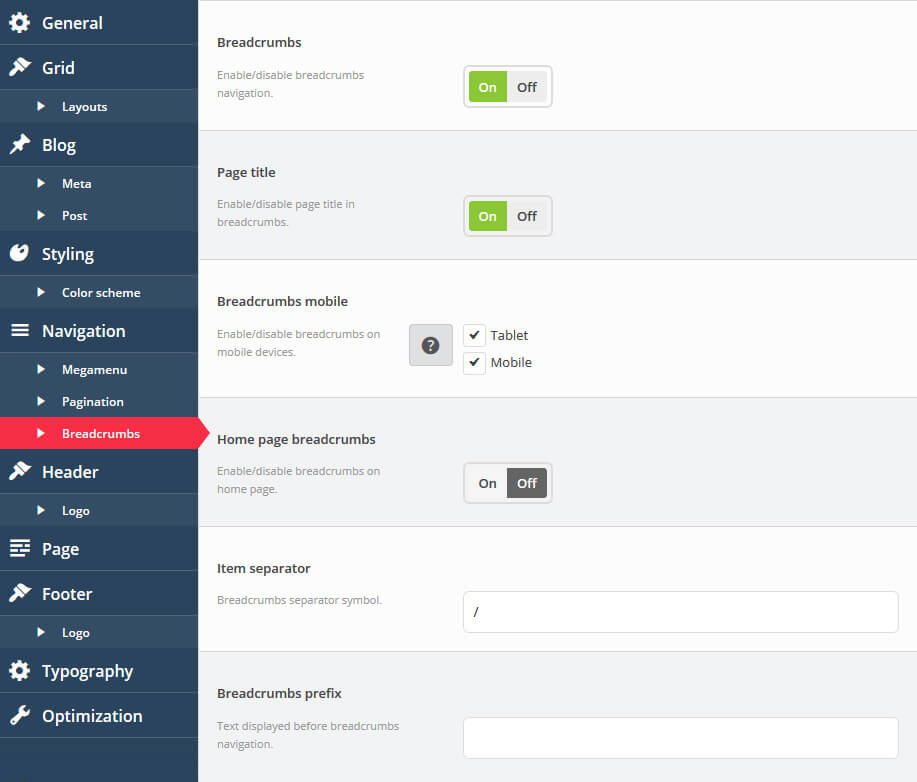 General
Grid
Layouts
Blog
Meta
Post
Styling
Color scheme
Navigation
Megamenu
Pagination
Breadcrumbs
Header
Logo
Page
Footer
Logo
Typography
Optimization
Breadcrumbs
Enable/disable breadcrumbs
navigation.
On Off
Page title
Enable/disable page title in
breadcrumbs.
On Off
Breadcrumbs mobile
Enable/disable breadcrumbs on
mobile devices.
?
Tablet
Mobile
Home page breadcrumbs
Enable/disable breadcrumbs on
home page.
On Off
Item separator
Breadcrumbs separator symbol.
/
Breadcrumbs prefix
Text displayed before breadcrumbs
navigation.